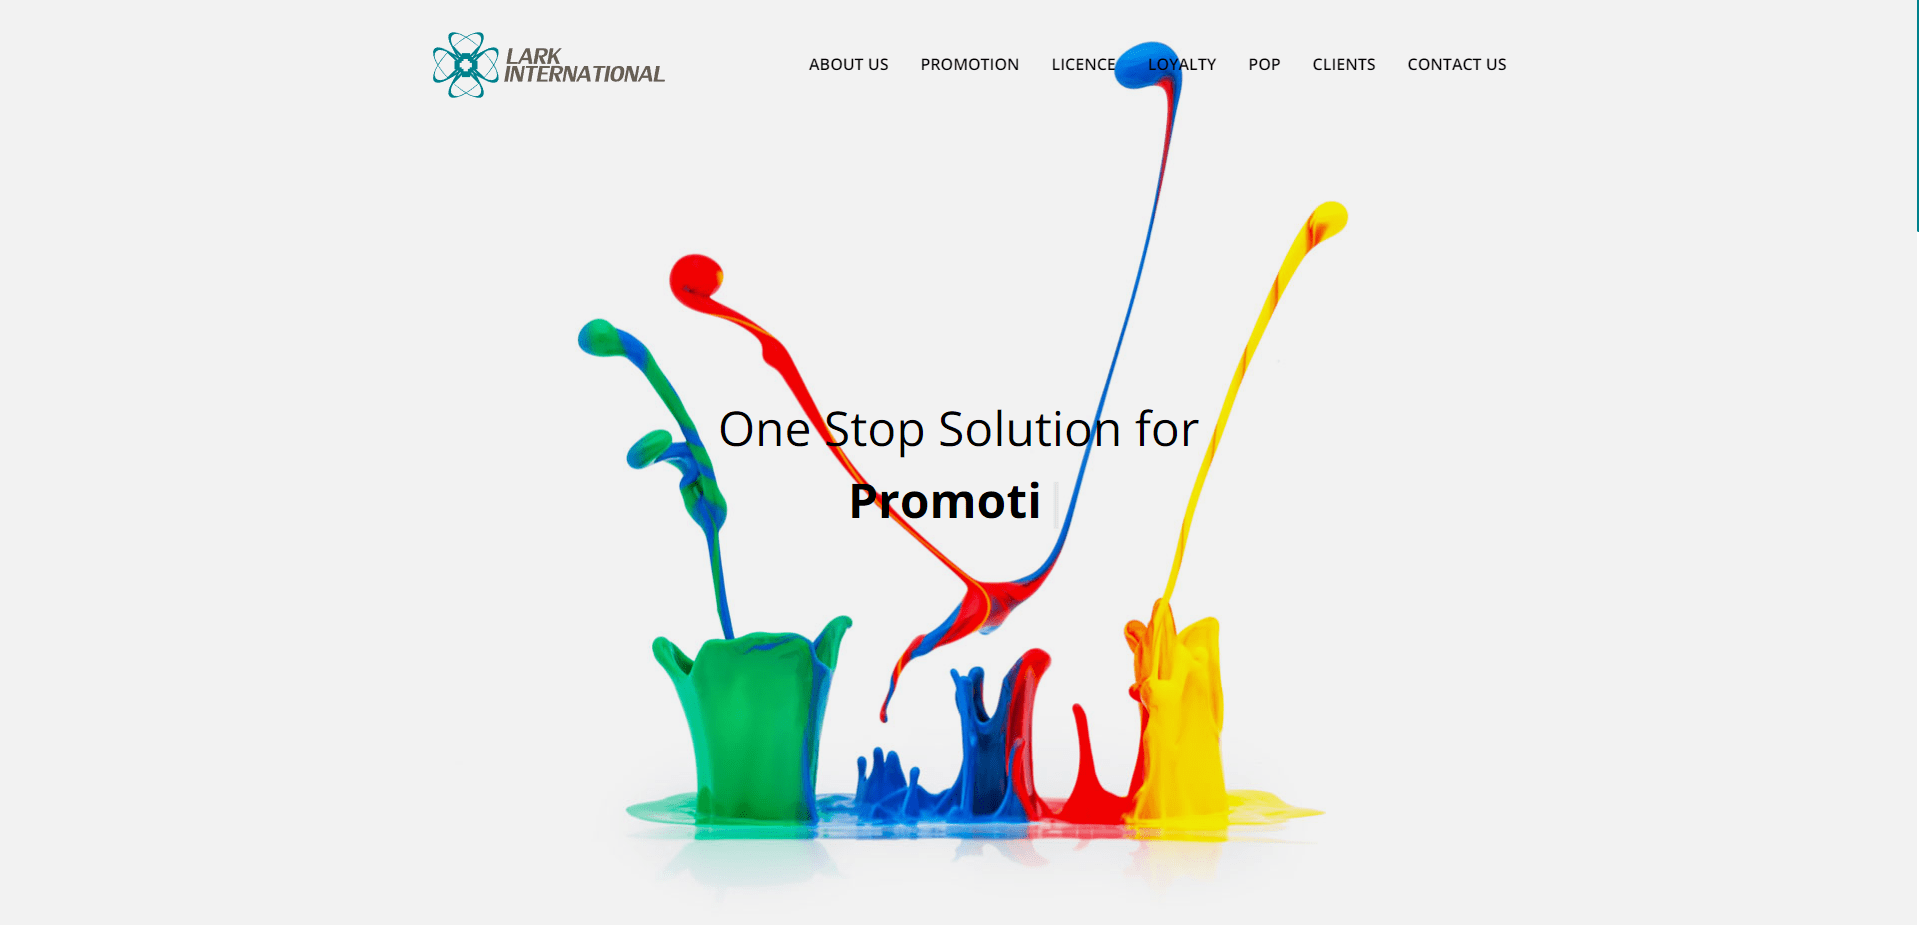 LARK
INTERNATIONAL
ABOUT US PROMOTION LICENCE LOYALTY POP CLIENTS CONTACT US
One Stop Solution for
Promoti